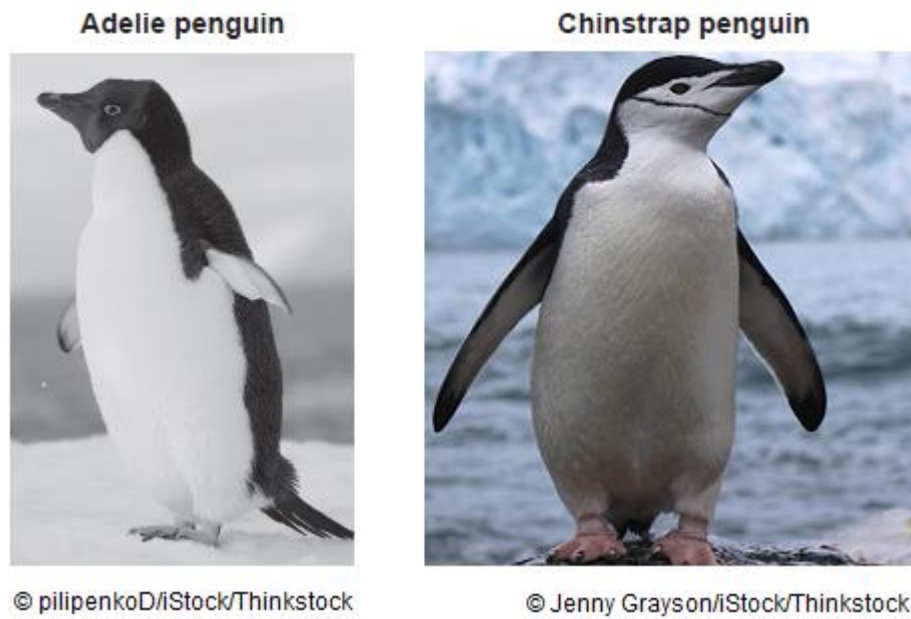 Adelie penguin
Chinstrap penguin
© pilipenkoD/iStock/Thinkstock
© Jenny Grayson/iStock/Thinkstock